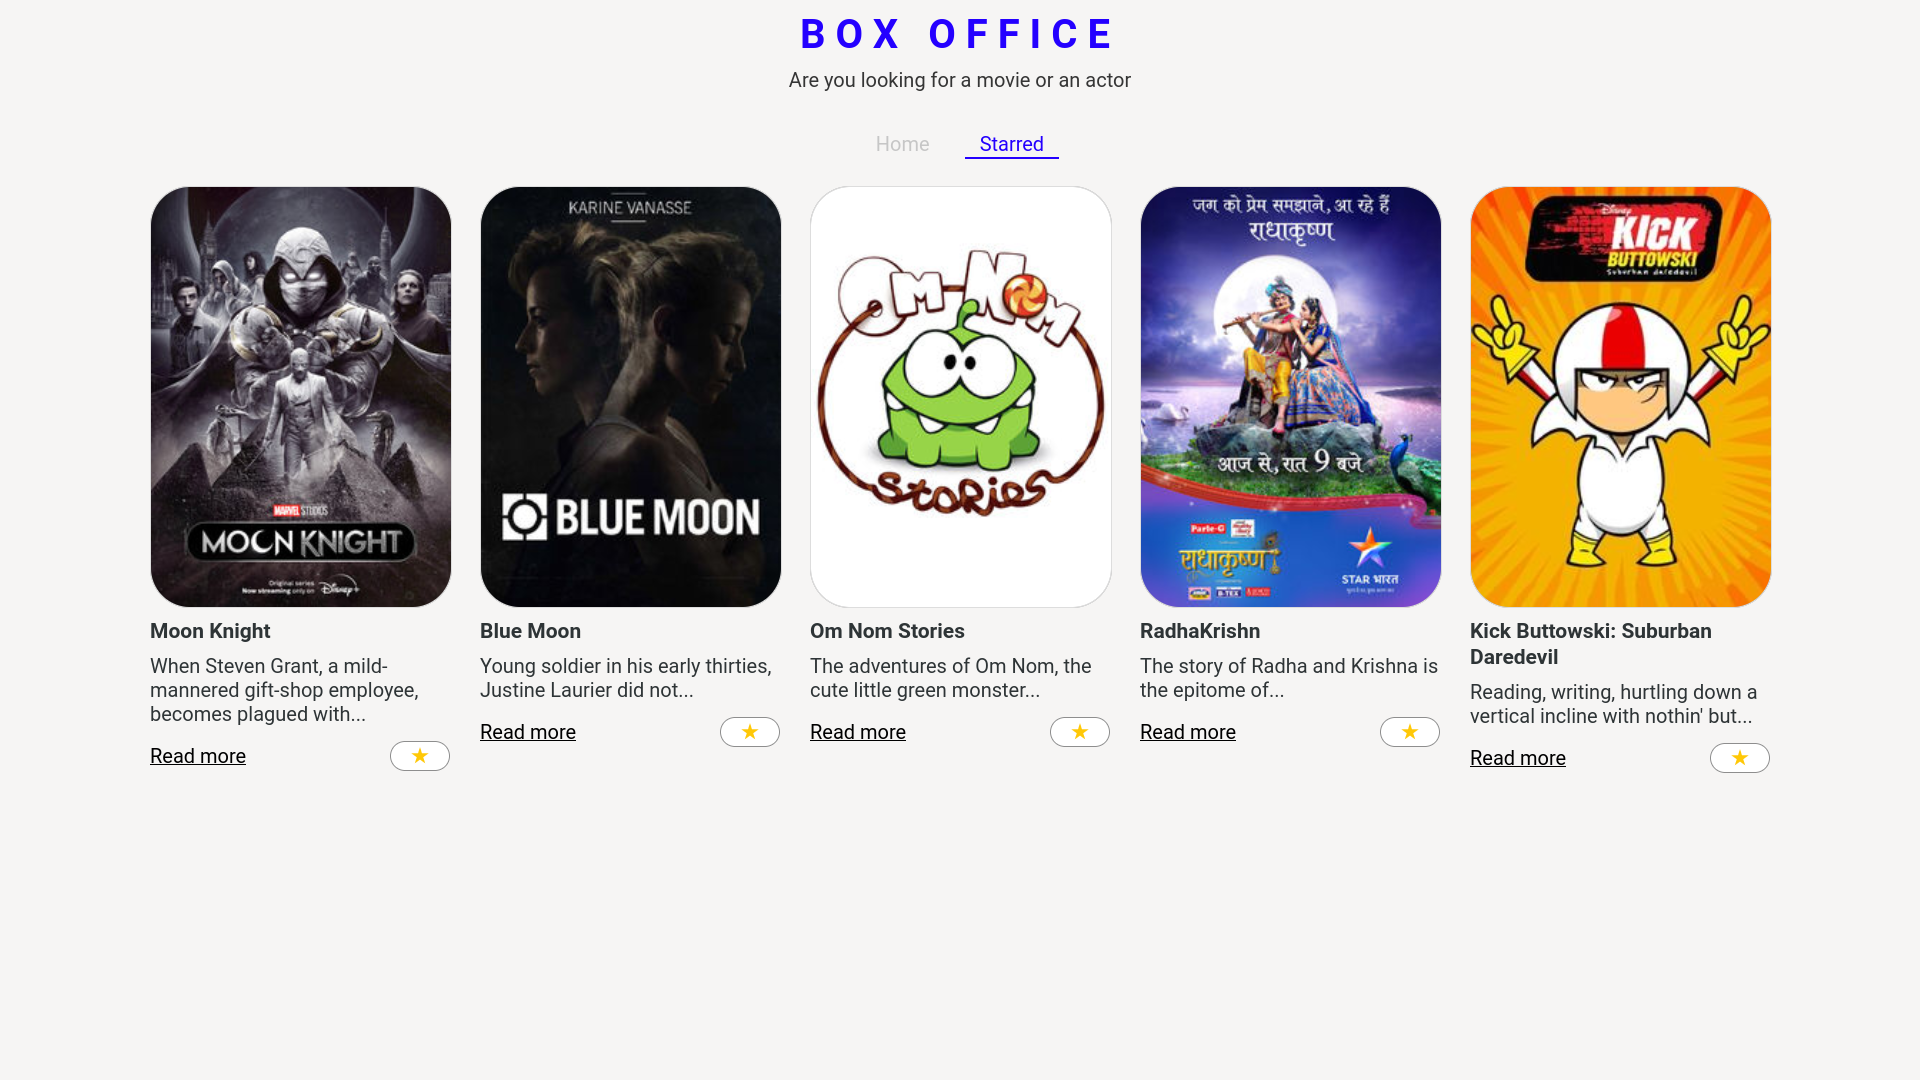 BOX OFFICE
Are you looking for a movie or an actor
Home
Starred
MARVEL STUDIOS
MOON KNIGHT
Original series
Now streaming only on Disney+
Moon Knight
When Steven Grant, a mild-
mannered gift-shop employee,
becomes plagued with...
Read more
★
KARINE VANASSE
BLUE MOON
Blue Moon
Young soldier in his early thirties,
Justine Laurier did not...
Read more
★
OM-NOM
STORIES
Om Nom Stories
The adventures of Om Nom, the
cute little green monster...
Read more
★
जग को प्रेम समझाने, आ रहे हैं
राधाकृष्ण
आज से, रात 9 बजे
Parle-G
राधाकृष्ण
STAR भारत
B-TEX
RadhaKrishn
The story of Radha and Krishna is
the epitome of...
Read more
★
Disney
KICK
BUTTOWSKI
Suburban daredevil
Kick Buttowski: Suburban
Daredevil
Reading, writing, hurtling down a
vertical incline with nothin' but...
Read more
★